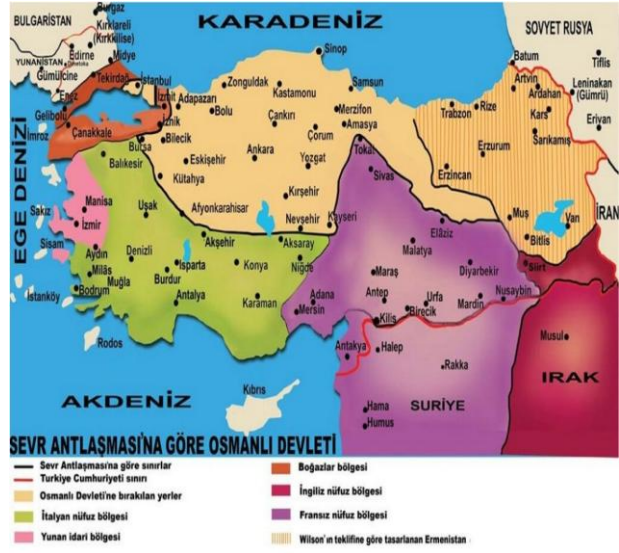 BULGARİSTAN
KARADENİZ
SOVYET RUSYA
Burgaz
Kırklareli
(Kırkkilise)
Edirne
Midye
YUNANİSTAN
Gümülcine
Tekirdağ
İstanbul
Enez
Gelibolu
İmroz
Çanakkale
İzmit
Adapazarı
İznik
Bursa
Bilecik
Zonguldak
Bolu
Kastamonu
Sinop
Samsun
Merzifon
Amasya
Çankırı
Çorum
Tokat
Batum
Tiflis
Artvin
Ardahan
Leninakan
(Gümrü)
Kars
Erivan
Trabzon
Rize
Sarıkamış
Erzurum
Erzincan
İRAN
EGE DENİZİ
Balıkesir
Eskişehir
Kütahya
Ankara
Yozgat
Kırşehir
Sivas
Muş
Van
Bitlis
Siirt
Sakız
Manisa
İzmir
Uşak
Afyonkarahisar
Nevşehir
Kayseri
Elâziz
Malatya
Diyarbekir
Sisam
Aydın
Denizli
Akşehir
Aksaray
Isparta
Konya
Niğde
Maraş
Milâs
Muğla
Burdur
Bodrum
Antalya
Karaman
Adana
Mersin
Antep
Urfa
Birecik
Mardin
Nusaybin
İstanköy
Rodos
Kilis
Antakya
Halep
Rakka
Musul
IRAK
AKDENİZ
Kıbrıs
Hama
Humus
SURİYE
SEVR ANTLAŞMASI'NA GÖRE OSMANLI DEVLETİ
Sevr Antlaşması'na göre sınırlar
Turkiye Cumhuriyeti sınırı
Osmanlı Devleti'ne bırakılan yerler
İtalyan nüfuz bölgesi
Yunan idari bölgesi
Boğazlar bölgesi
İngiliz nüfuz bölgesi
Fransız nüfuz bölgesi
Wilson'ın teklifine göre tasarlanan Ermenistan